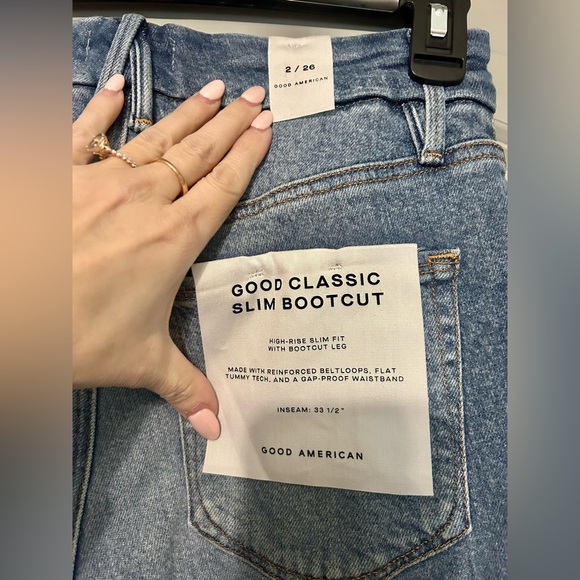 2 / 26
GOOD AMERICAN
GOOD CLASSIC
SLIM BOOTCUT
HIGH-RISE SLIM FIT
WITH BOOTCUT LEG
MADE WITH REINFORCED BELTLOOPS, FLAT
TUMMY TECH, AND A GAP-PROOF WAISTBAND
INSEAM: 33 1/2"
GOOD AMERICAN